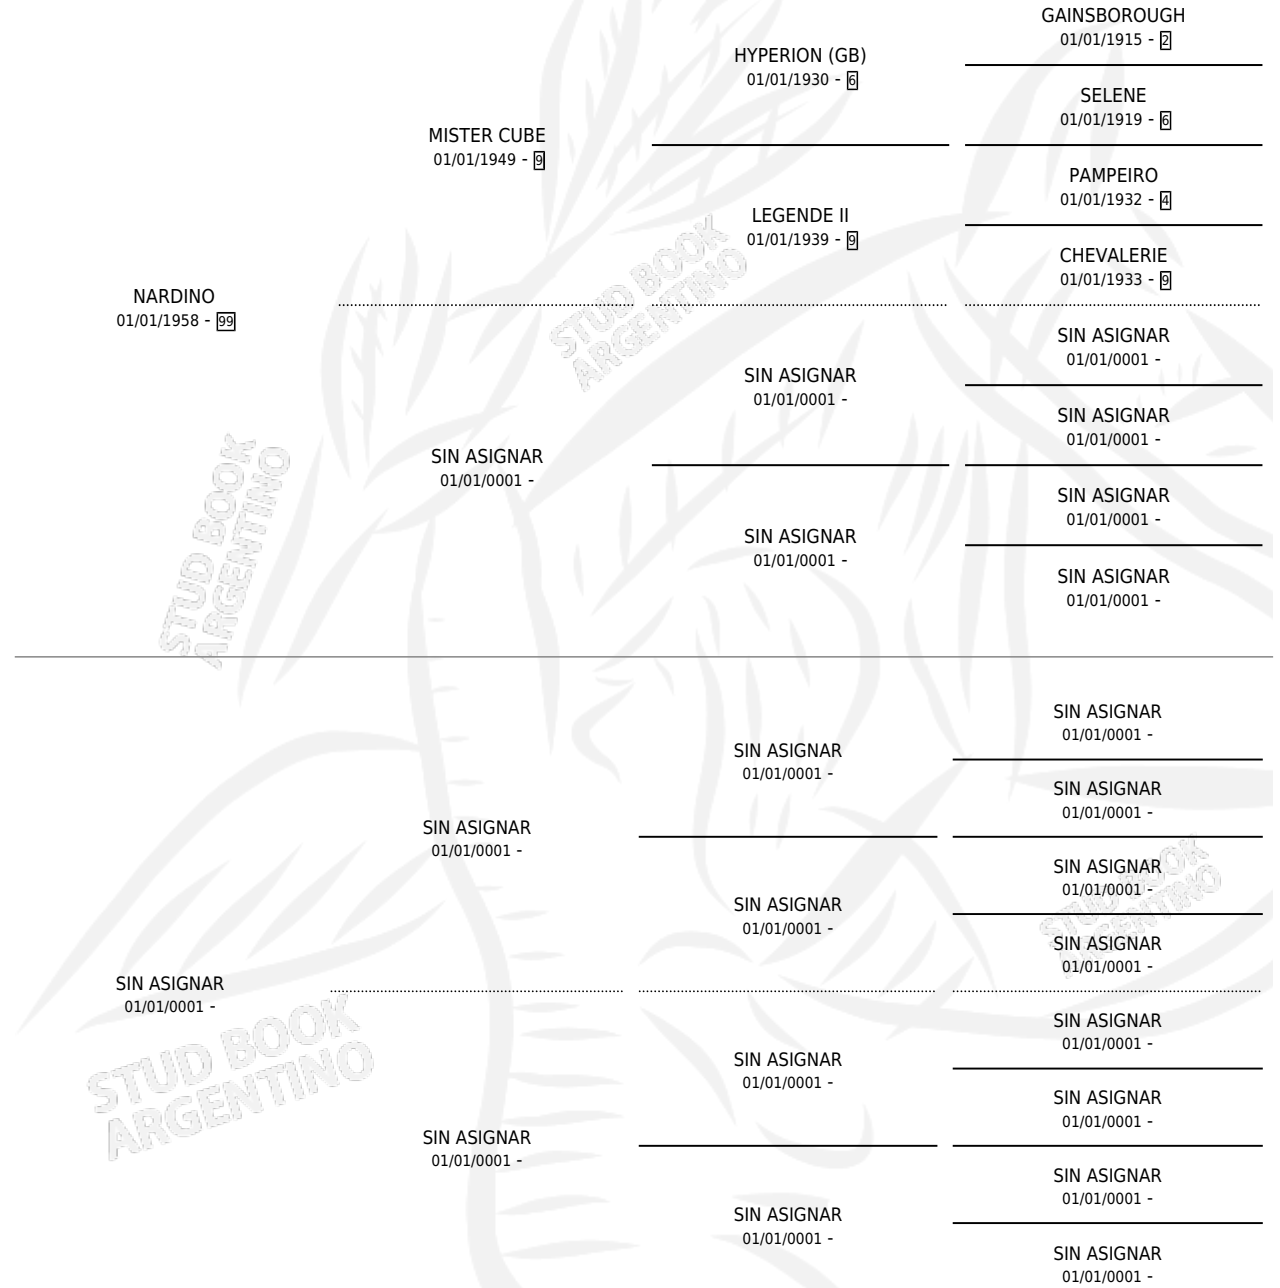 GAINSBOROUGH
01/01/1915 - 2
HYPERION (GB)
01/01/1930 - 6
SELENE
01/01/1919 - 6
MISTER CUBE
01/01/1949 - 9
PAMPEIRO
01/01/1932 - 4
LEGENDE II
01/01/1939 - 9
CHEVALERIE
01/01/1933 - 9
NARDINO
01/01/1958 - 99
SIN ASIGNAR
01/01/0001 -
SIN ASIGNAR
01/01/0001 -
SIN ASIGNAR
01/01/0001 -
SIN ASIGNAR
01/01/0001 -
SIN ASIGNAR
01/01/0001 -
SIN ASIGNAR
01/01/0001 -
SIN ASIGNAR
01/01/0001 -
STUD BOOK
ARGENTINO
STUD BOOK
ARGENTINO
SIN ASIGNAR
01/01/0001 -
SIN ASIGNAR
01/01/0001 -
SIN ASIGNAR
01/01/0001 -
SIN ASIGNAR
01/01/0001 -
SIN ASIGNAR
01/01/0001 -
SIN ASIGNAR
01/01/0001 -
SIN ASIGNAR
01/01/0001 -
SIN ASIGNAR
01/01/0001 -
SIN ASIGNAR
01/01/0001 -
SIN ASIGNAR
01/01/0001 -
SIN ASIGNAR
01/01/0001 -
SIN ASIGNAR
01/01/0001 -
SIN ASIGNAR
01/01/0001 -
SIN ASIGNAR
01/01/0001 -
SIN ASIGNAR
01/01/0001 -
STUD BOOK
ARGENTINO
STUD BOOK
ARGENTINO